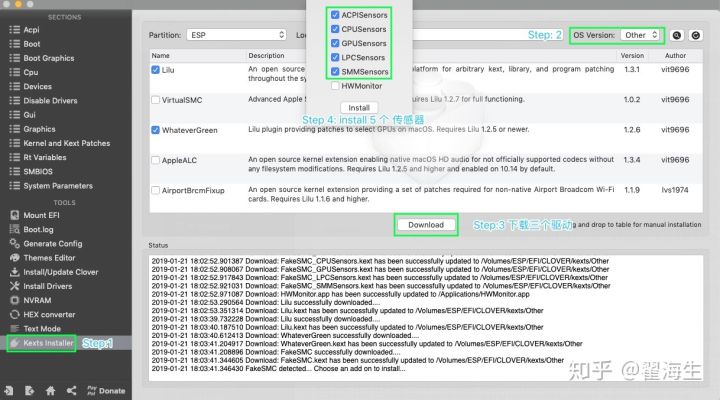 SECTIONS
Acpi
Boot
Boot Graphics
Cpu
Devices
Disable Drivers
Gui
Graphics
Kernel and Kext Patches
Rt Variables
SMBIOS
System Parameters
TOOLS
Mount EFI
Boot.log
Generate Config
Themes Editor
Install/Update Clover
Install Drivers
NVRAM
HEX converter
Text Mode
Kexts Installer
Step:1
Donate
ACPISensors
CPUSensors
GPUSensors
LPCSensors
SMMSensors
HWMonitor
Install
Step 4: install 5 个 传感器
Partition: ESP
Step: 2 OS Version: Other
Name Description Version Author
Lilu An open source platform for arbitrary kext, library, and program patching 1.3.1 vit9696
throughout the sy
VirtualSMC Advanced Apple S Requires Lilu 1.2.7 for full functioning. 1.0.2 vit9696
WhateverGreen Lilu plugin providing patches to select GPUs on macOS. Requires Lilu 1.2.5 or newer. 1.2.6 vit9696
AppleALC An open source kernel extension enabling native macOS HD audio for not officially supported codecs without 1.3.4 vit9696
any filesystem modifications. Requires Lilu 1.2.5 and enabled on 10.14 by default.
AirportBrcmFixup An open source kernel extension providing a set of patches required for non-native Airport Broadcom Wi-Fi 1.1.9 lvs1974
cards. Requires Lilu 1.1.6 and higher.
Download
Step:3 下载三个驱动
g and drop to table for manual installation
Status
2019-01-21 18:02:52.901387 Download: FakeSMC_CPUSensors.kext has been successfully updated to /Volumes/ESP/EFI/CLOVER/kexts/Other
2019-01-21 18:02:52.908067 Download: FakeSMC_GPUSensors.kext has been successfully updated to /Volumes/ESP/EFI/CLOVER/kexts/Other
2019-01-21 18:02:52.917843 Download: FakeSMC_LPCSensors.kext has been successfully updated to /Volumes/ESP/EFI/CLOVER/kexts/Other
2019-01-21 18:02:52.927031 Download: FakeSMC_SMMSensors.kext has been successfully updated to /Volumes/ESP/EFI/CLOVER/kexts/Other
2019-01-21 18:02:52.971087 Download: HWMonitor.app has been successfully updated to /Applications/HWMonitor.app
2019-01-21 18:02:53.290564 Download: Lilu successfully downloaded....
2019-01-21 18:02:53.351307 Download: Lilu.kext has been successfully updated to /Volumes/ESP/EFI/CLOVER/kexts/Other
2019-01-21 18:03:39.732228 Download: Lilu successfully downloaded....
2019-01-21 18:03:40.187510 Download: Lilu.kext has been successfully updated to /Volumes/ESP/EFI/CLOVER/kexts/Other
2019-01-21 18:03:40.612413 Download: WhateverGreen successfully downloaded....
2019-01-21 18:03:41.204917 Download: WhateverGreen.kext has been successfully updated to /Volumes/ESP/EFI/CLOVER/kexts/Other
2019-01-21 18:03:41.208896 Download: FakeSMC successfully downloaded....
2019-01-21 18:03:41.344605 Download: FakeSMC.kext has been successfully updated to /Volumes/ESP/EFI/CLOVER/kexts/Other
2019-01-21 18:03:41.346430 FakeSMC detected... Choose an add on to install...
知乎 @翟海生